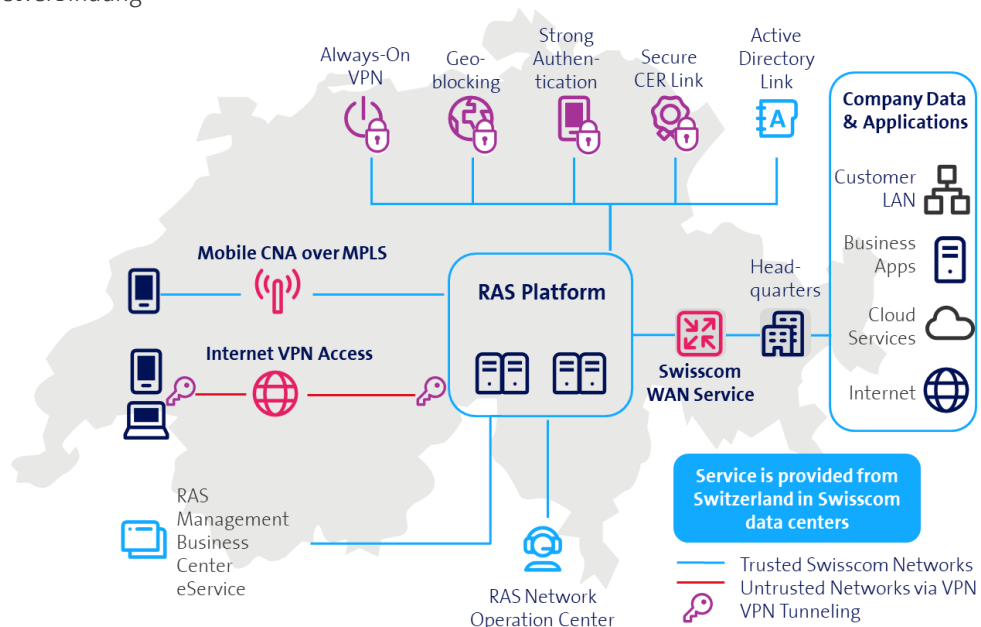 Always-On
VPN
Geo-
blocking
Strong
Authen-
tication
Secure
CER Link
Active
Directory
Link
A
Company Data
& Applications
Customer
LAN
Business
Apps
Cloud
Services
Internet
Mobile CNA over MPLS
Internet VPN Access
RAS Platform
Head-
quarters
Swisscom
WAN Service
RAS
Management
Business
Center
eService
RAS Network
Operation Center
Service is provided from
Switzerland in Swisscom
data centers
Trusted Swisscom Networks
Untrusted Networks via VPN
VPN Tunneling